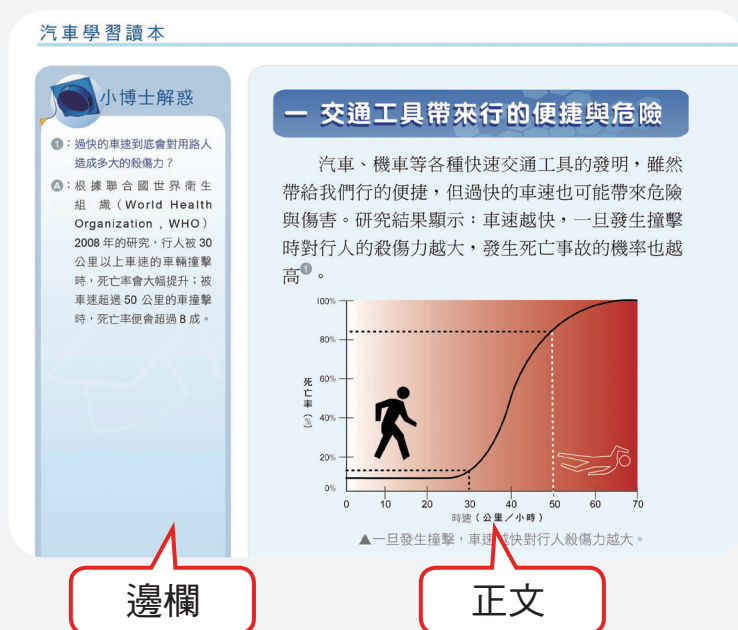 汽車學習讀本
小博士解惑
❶：過快的車速到底會對用路人
造成多大的殺傷力？
Ⓐ：根據聯合國世界衛生
組織（World Health
Organization，WHO）
2008 年的研究，行人被 30
公里以上車速的車輛撞擊
時，死亡率會大幅提升；被
車速超過 50 公里的車撞擊
時，死亡率便會超過 8 成。
一 交通工具帶來行的便捷與危險
汽車、機車等各種快速交通工具的發明，雖然
帶給我們行的便捷，但過快的車速也可能帶來危險
與傷害。研究結果顯示：車速越快，一旦發生撞擊
時對行人的殺傷力越大，發生死亡事故的機率也越
高❶。
死亡率（%）
100%
80%
60%
40%
20%
0%
0 10 20 30 40 50 60 70
時速（公里／小時）
▲一旦發生撞擊，車速越快對行人殺傷力越大。
邊欄
正文